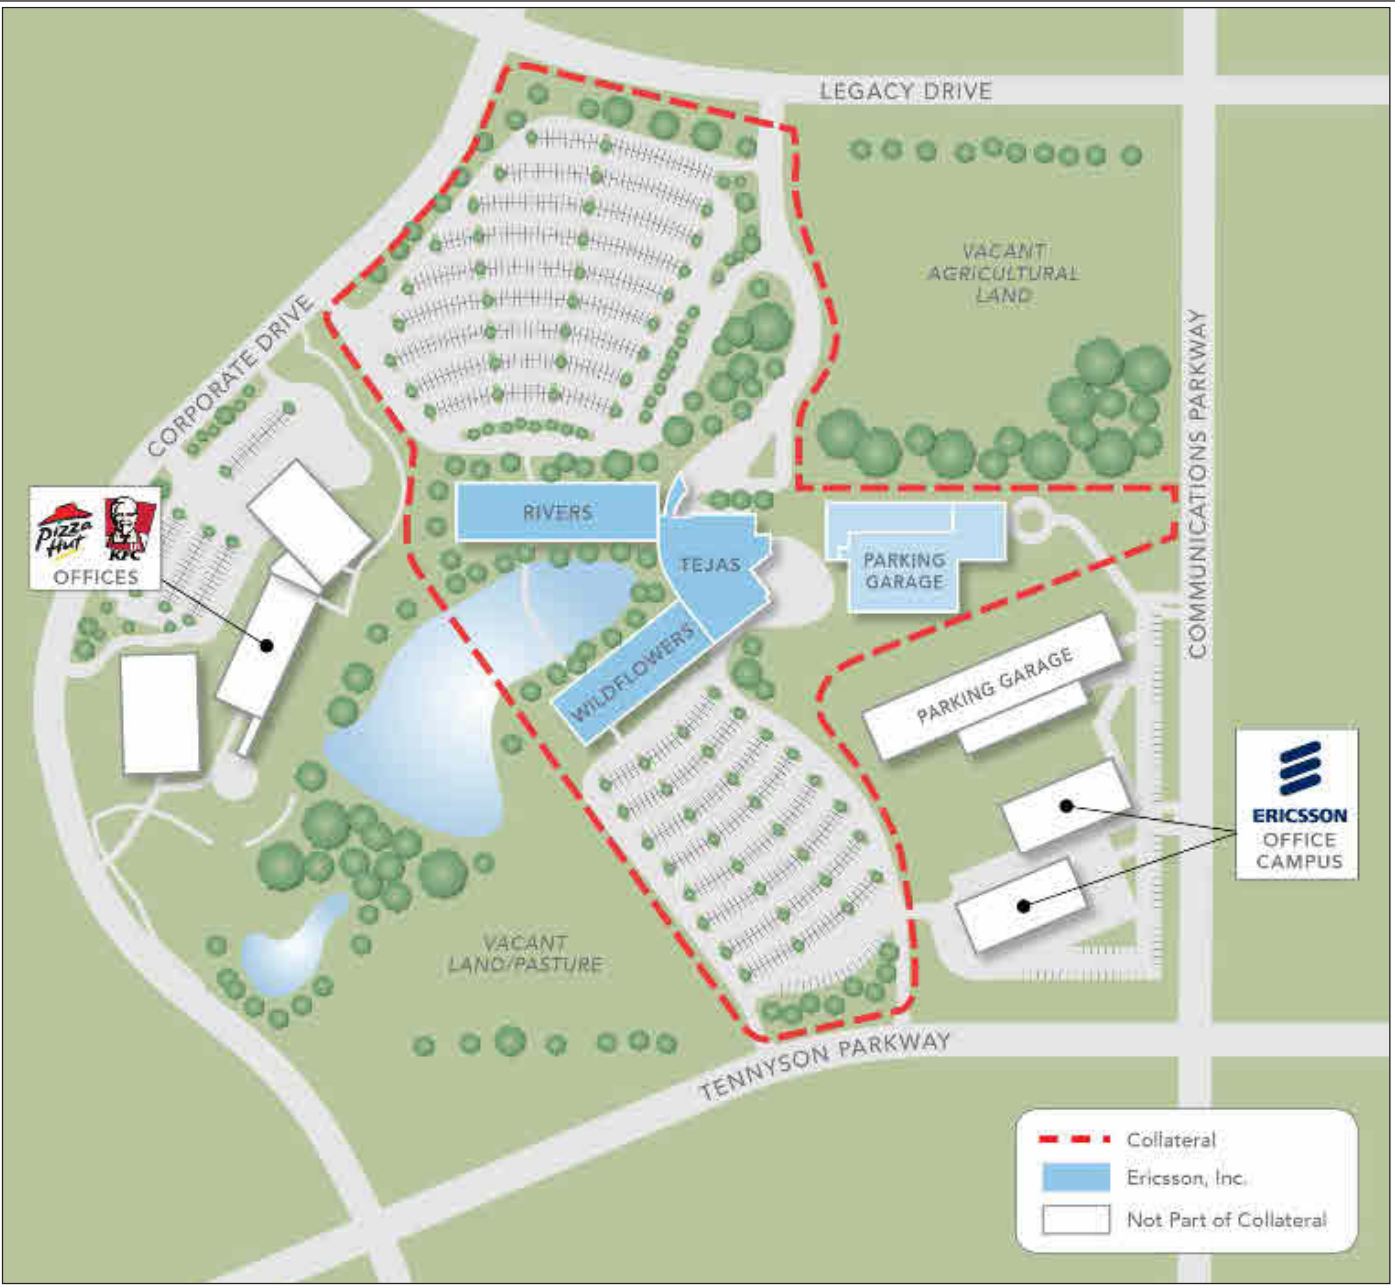 LEGACY DRIVE
VACANT
AGRICULTURAL
LAND
CORPORATE DRIVE
COMMUNICATIONS PARKWAY
Pizza
Hut
KFC
OFFICES
RIVERS
TEJAS
PARKING
GARAGE
WILDFLOWERS
PARKING GARAGE
ERICSSON
OFFICE
CAMPUS
VACANT
LAND/PASTURE
TENNYSON PARKWAY
Collateral
Ericsson, Inc.
Not Part of Collateral